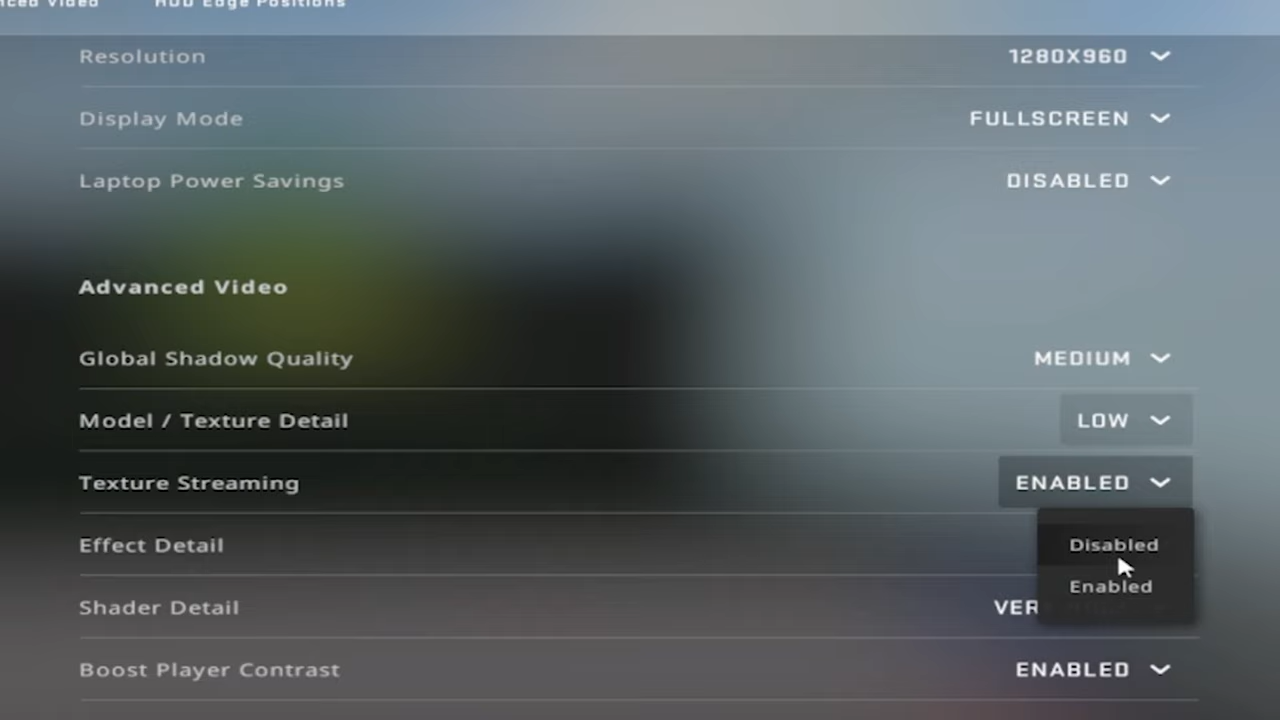 HUD Edge Positions
Resolution 1280X960
Display Mode FULLSCREEN
Laptop Power Savings DISABLED
Advanced Video
Global Shadow Quality MEDIUM
Model / Texture Detail LOW
Texture Streaming ENABLED
Effect Detail Disabled
Enabled
Shader Detail
Boost Player Contrast ENABLED